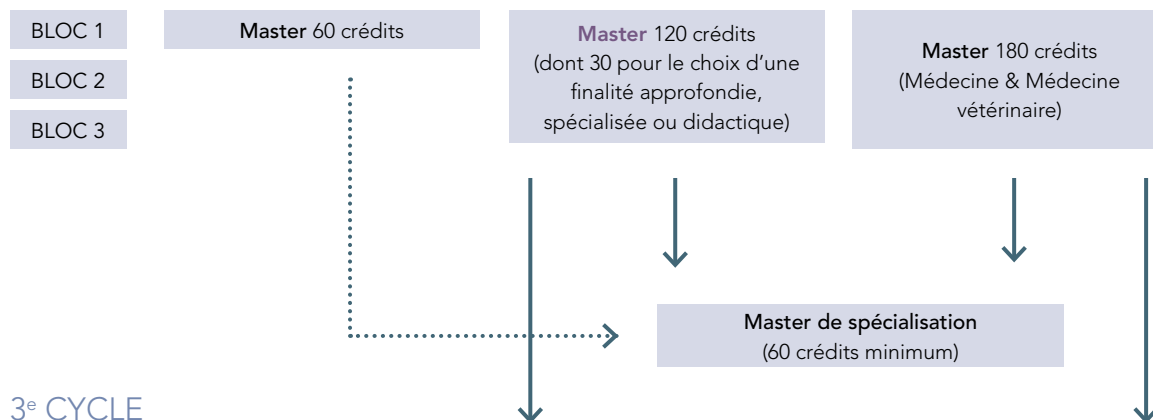 BLOC 1
BLOC 2
BLOC 3
Master 60 crédits
Master 120 crédits
(dont 30 pour le choix d’une
finalité approfondie,
spécialisée ou didactique)
Master 180 crédits
(Médecine & Médecine
vétérinaire)
Master de spécialisation
(60 crédits minimum)
3e CYCLE